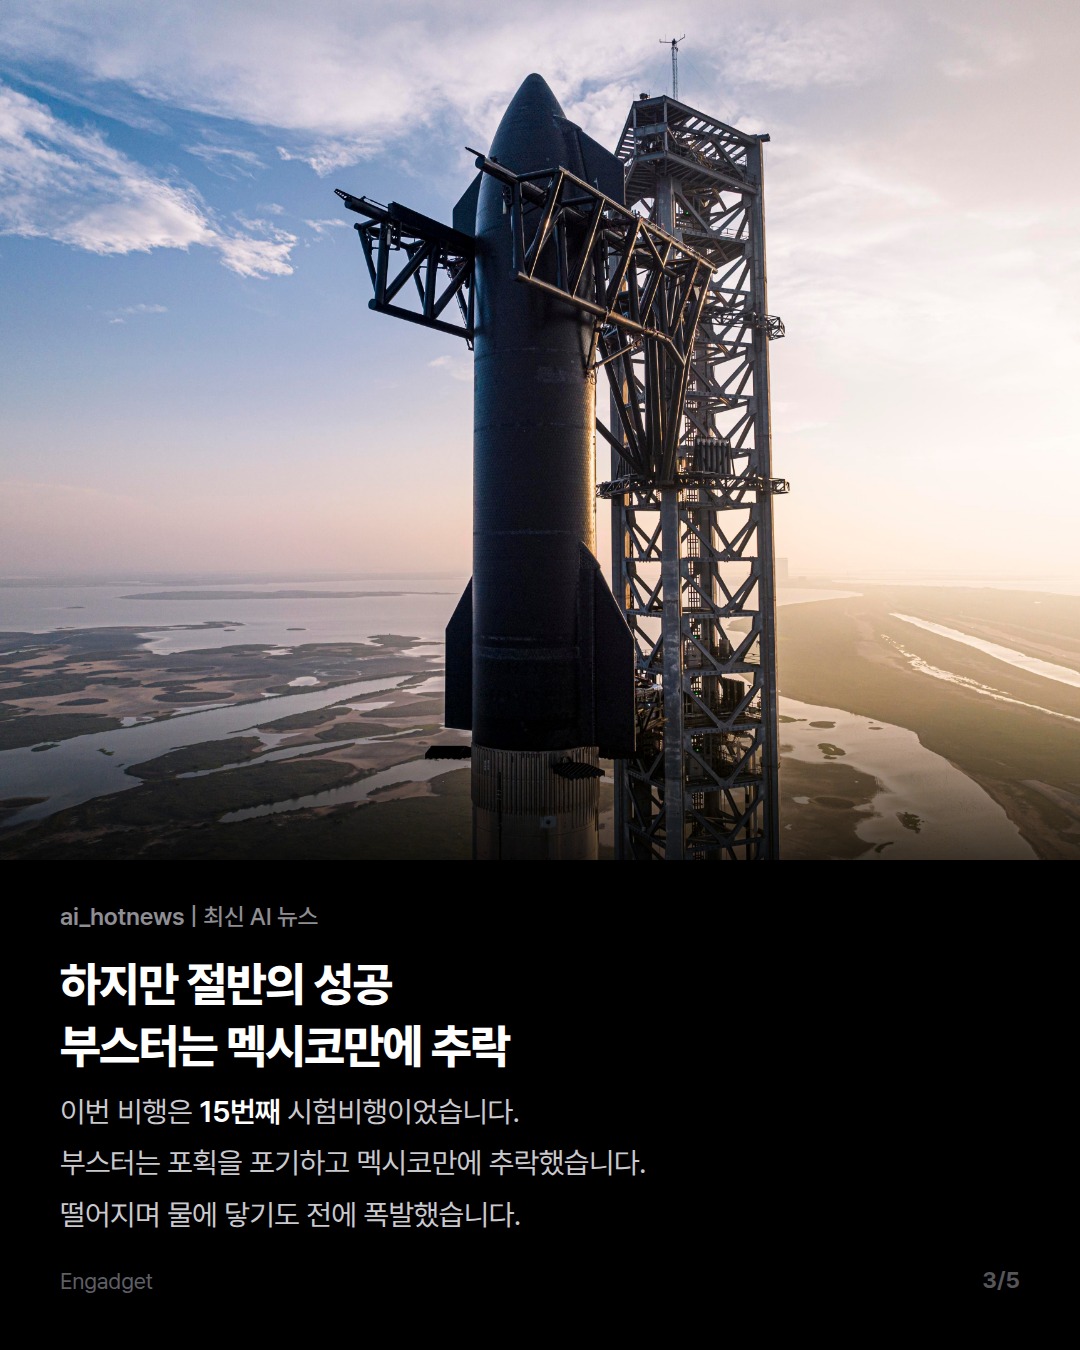 ai_hotnews | 최신 AI 뉴스
하지만 절반의 성공
부스터는 멕시코만에 추락
이번 비행은 15번째 시험비행이었습니다.
부스터는 포획을 포기하고 멕시코만에 추락했습니다.
떨어지며 물에 닿기도 전에 폭발했습니다.
Engadget
3/5